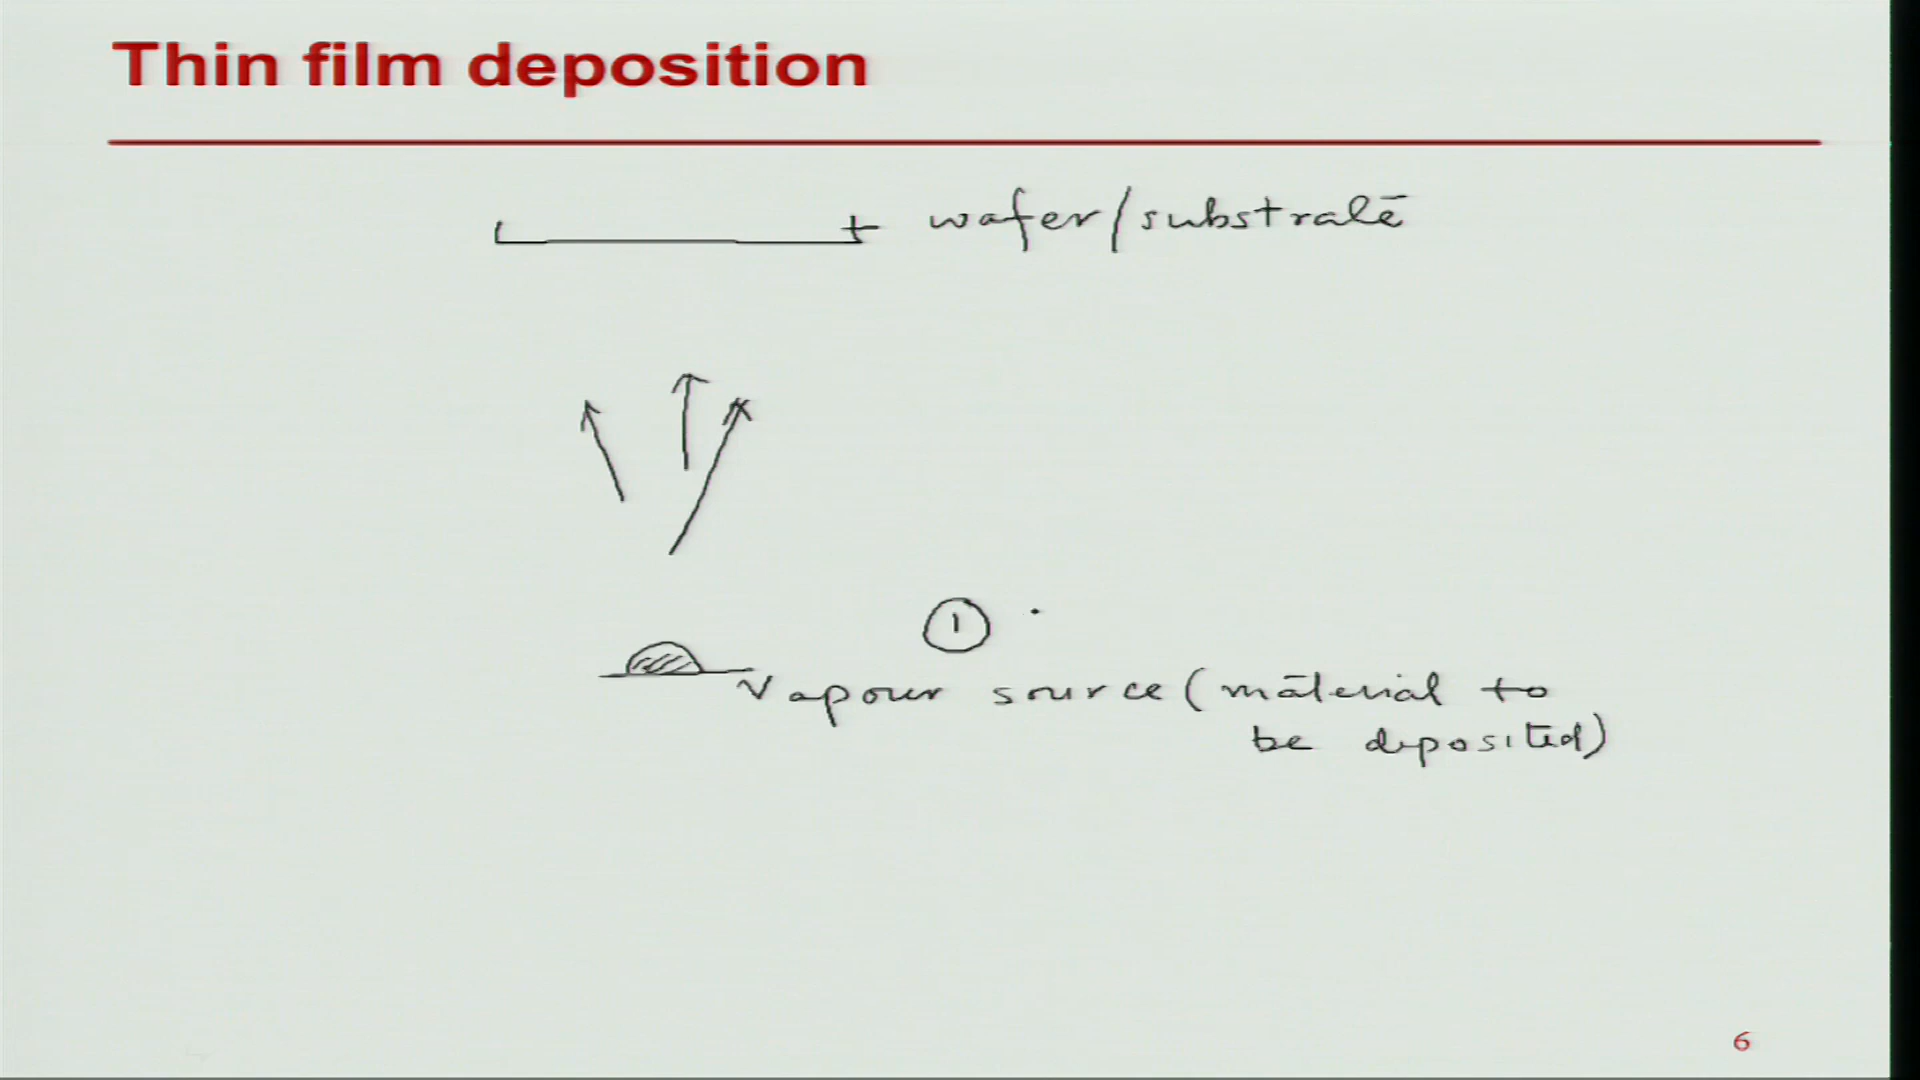 Thin film deposition
wafer/substrate
1
Vapour source (material to
be deposited)
6